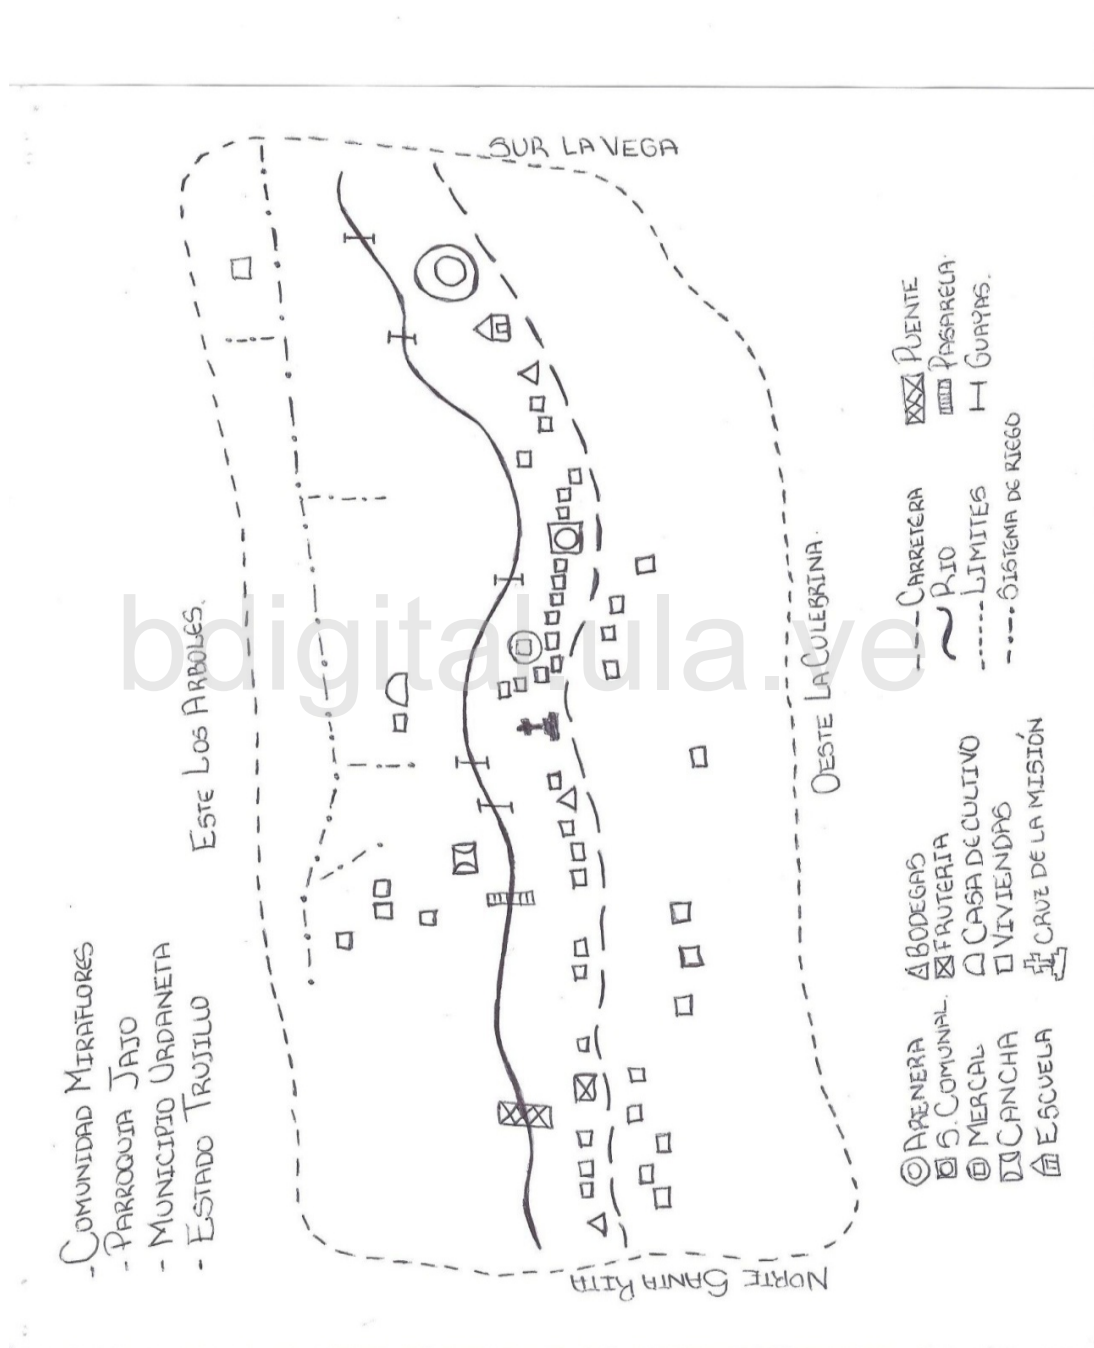 - COMUNIDAD MIRAFLORES
- PARROQUIA JAJO
- MUNICIPIO URDANETA
- ESTADO TRUJILLO
ESTE LOS ARBOLES.
SUR LA VEGA
NORTE SANTA RITA
OESTE LA CULEBRINA.
ARENERA
S. COMUNAL.
MERCAL
CANCHA
ESCUELA
BODEGAS
FRUTERIA
CASA DE CULTIVO
VIVIENDAS
CRUZ DE LA MISIÓN
CARRETERA
RIO
LIMITES
SISTEMA DE RIEGO
PUENTE
PASARELA.
GUAYAS.
bdigital.ula.ve